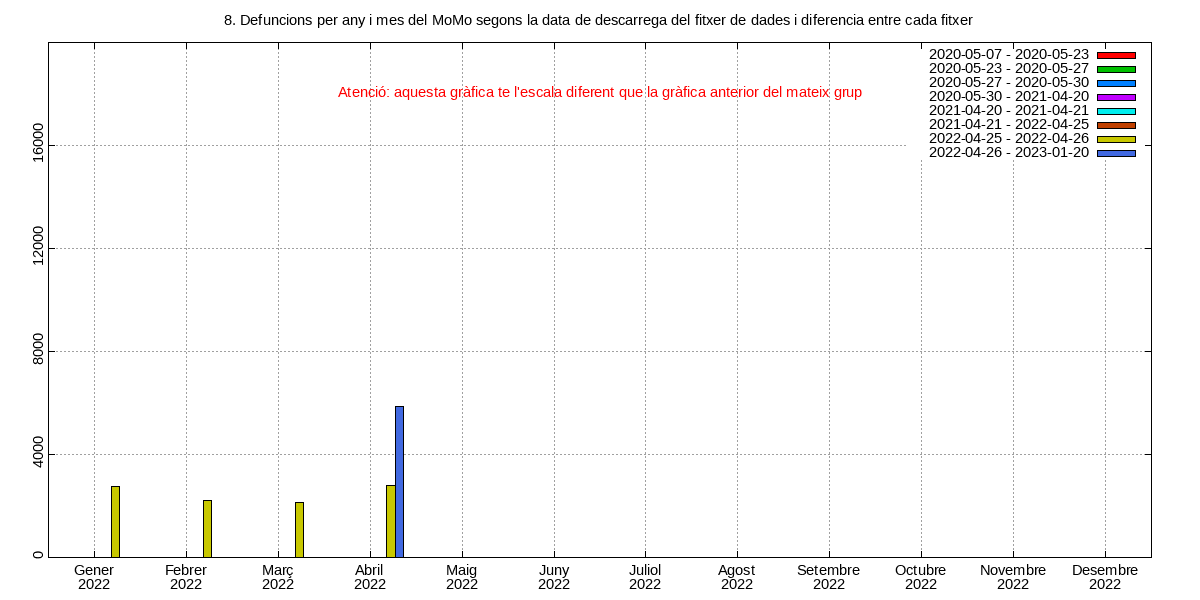 8. Defuncions per any i mes del MoMo segons la data de descarrega del fitxer de dades i diferencia entre cada fitxer
Atenció: aquesta gràfica te l'escala diferent que la gràfica anterior del mateix grup
2020-05-07 - 2020-05-23
2020-05-23 - 2020-05-27
2020-05-27 - 2020-05-30
2020-05-30 - 2021-04-20
2021-04-20 - 2021-04-21
2021-04-21 - 2022-04-25
2022-04-25 - 2022-04-26
2022-04-26 - 2023-01-20
16000
12000
8000
4000
0
Gener Febrer Març Abril Maig Juny Juliol Agost Setembre Octubre Novembre Desembre
2022 2022 2022 2022 2022 2022 2022 2022 2022 2022 2022 2022